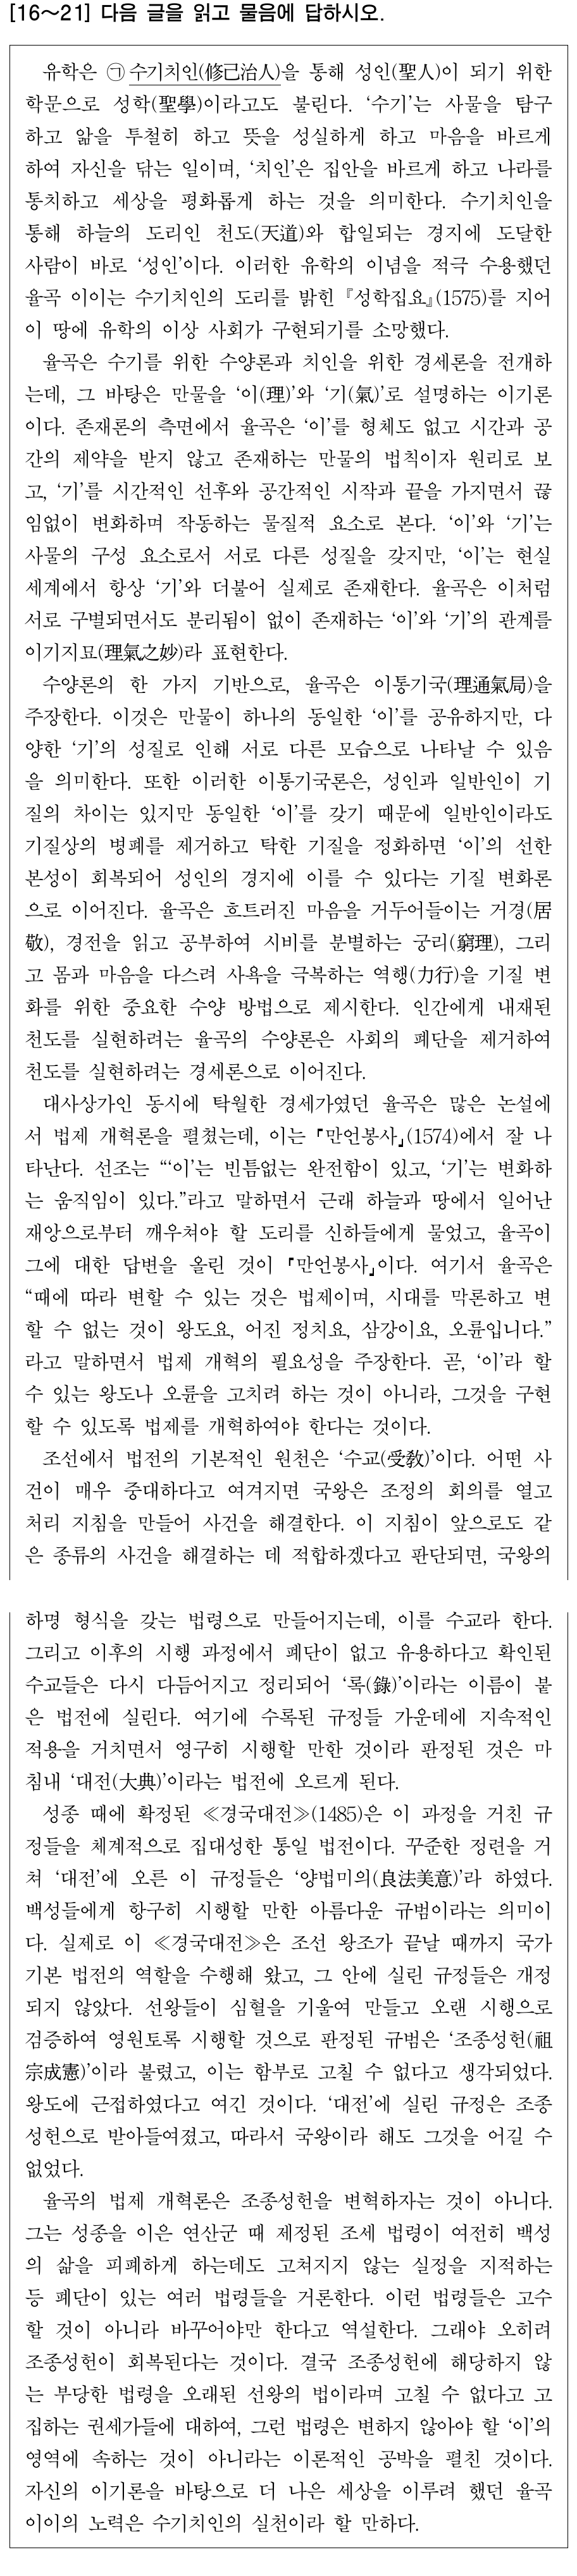 [16～21] 다음 글을 읽고 물음에 답하시오.
유학은 ㉠ 수기치인(修己治人)을 통해 성인(聖人)이 되기 위한
학문으로 성학(聖學)이라고도 불린다. ‘수기’는 사물을 탐구
하고 앎을 투철히 하고 뜻을 성실하게 하고 마음을 바르게
하여 자신을 닦는 일이며, ‘치인’은 집안을 바르게 하고 나라를
통치하고 세상을 평화롭게 하는 것을 의미한다. 수기치인을
통해 하늘의 도리인 천도(天道)와 합일되는 경지에 도달한
사람이 바로 ‘성인’이다. 이러한 유학의 이념을 적극 수용했던
율곡 이이는 수기치인의 도리를 밝힌 『성학집요』(1575)를 지어
이 땅에 유학의 이상 사회가 구현되기를 소망했다.
율곡은 수기를 위한 수양론과 치인을 위한 경세론을 전개하
는데, 그 바탕은 만물을 ‘이(理)’와 ‘기(氣)’로 설명하는 이기론
이다. 존재론의 측면에서 율곡은 ‘이’를 형체도 없고 시간과 공
간의 제약을 받지 않고 존재하는 만물의 법칙이자 원리로 보
고, ‘기’를 시간적인 선후와 공간적인 시작과 끝을 가지면서 끊
임없이 변화하며 작동하는 물질적 요소로 본다. ‘이’와 ‘기’는
사물의 구성 요소로서 서로 다른 성질을 갖지만, ‘이’는 현실
세계에서 항상 ‘기’와 더불어 실제로 존재한다. 율곡은 이처럼
서로 구별되면서도 분리됨이 없이 존재하는 ‘이’와 ‘기’의 관계를
이기지묘(理氣之妙)라 표현한다.
수양론의 한 가지 기반으로, 율곡은 이통기국(理通氣局)을
주장한다. 이것은 만물이 하나의 동일한 ‘이’를 공유하지만, 다
양한 ‘기’의 성질로 인해 서로 다른 모습으로 나타날 수 있음
을 의미한다. 또한 이러한 이통기국론은, 성인과 일반인이 기
질의 차이는 있지만 동일한 ‘이’를 갖기 때문에 일반인이라도
기질상의 병폐를 제거하고 탁한 기질을 정화하면 ‘이’의 선한
본성이 회복되어 성인의 경지에 이를 수 있다는 기질 변화론
으로 이어진다. 율곡은 흐트러진 마음을 거두어들이는 거경(居
敬), 경전을 읽고 공부하여 시비를 분별하는 궁리(窮理), 그리
고 몸과 마음을 다스려 사욕을 극복하는 역행(力行)을 기질 변
화를 위한 중요한 수양 방법으로 제시한다. 인간에게 내재된
천도를 실현하려는 율곡의 수양론은 사회의 폐단을 제거하여
천도를 실현하려는 경세론으로 이어진다.
대사상가인 동시에 탁월한 경세가였던 율곡은 많은 논설에
서 법제 개혁론을 펼쳤는데, 이는 「만언봉사」(1574)에서 잘 나
타난다. 선조는 “‘이’는 빈틈없는 완전함이 있고, ‘기’는 변화하
는 움직임이 있다.”라고 말하면서 근래 하늘과 땅에서 일어난
재앙으로부터 깨우쳐야 할 도리를 신하들에게 물었고, 율곡이
그에 대한 답변을 올린 것이 「만언봉사」이다. 여기서 율곡은
“때에 따라 변할 수 있는 것은 법제이며, 시대를 막론하고 변
할 수 없는 것이 왕도요, 어진 정치요, 삼강이요, 오륜입니다.”
라고 말하면서 법제 개혁의 필요성을 주장한다. 곧, ‘이’라 할
수 있는 왕도나 오륜을 고치려 하는 것이 아니라, 그것을 구현
할 수 있도록 법제를 개혁하여야 한다는 것이다.
조선에서 법전의 기본적인 원천은 ‘수교(受敎)’이다. 어떤 사
건이 매우 중대하다고 여겨지면 국왕은 조정의 회의를 열고
처리 지침을 만들어 사건을 해결한다. 이 지침이 앞으로도 같
은 종류의 사건을 해결하는 데 적합하겠다고 판단되면, 국왕의
하명 형식을 갖는 법령으로 만들어지는데, 이를 수교라 한다.
그리고 이후의 시행 과정에서 폐단이 없고 유용하다고 확인된
수교들은 다시 다듬어지고 정리되어 ‘록(錄)’이라는 이름이 붙
은 법전에 실린다. 여기에 수록된 규정들 가운데에 지속적인
적용을 거치면서 영구히 시행할 만한 것이라 판정된 것은 마
침내 ‘대전(大典)’이라는 법전에 오르게 된다.
성종 때에 확정된 ≪경국대전≫(1485)은 이 과정을 거친 규
정들을 체계적으로 집대성한 통일 법전이다. 꾸준한 정련을 거
쳐 ‘대전’에 오른 이 규정들은 ‘양법미의(良法美意)’라 하였다.
백성들에게 항구히 시행할 만한 아름다운 규범이라는 의미이
다. 실제로 이 ≪경국대전≫은 조선 왕조가 끝날 때까지 국가
기본 법전의 역할을 수행해 왔고, 그 안에 실린 규정들은 개정
되지 않았다. 선왕들이 심혈을 기울여 만들고 오랜 시행으로
검증하여 영원토록 시행할 것으로 판정된 규범은 ‘조종성헌(祖
宗成憲)’이라 불렸고, 이는 함부로 고칠 수 없다고 생각되었다.
왕도에 근접하였다고 여긴 것이다. ‘대전’에 실린 규정은 조종
성헌으로 받아들여졌고, 따라서 국왕이라 해도 그것을 어길 수
없었다.
율곡의 법제 개혁론은 조종성헌을 변혁하자는 것이 아니다.
그는 성종을 이은 연산군 때 제정된 조세 법령이 여전히 백성
의 삶을 피폐하게 하는데도 고쳐지지 않는 실정을 지적하는
등 폐단이 있는 여러 법령들을 거론한다. 이런 법령들은 고수
할 것이 아니라 바꾸어야만 한다고 역설한다. 그래야 오히려
조종성헌이 회복된다는 것이다. 결국 조종성헌에 해당하지 않
는 부당한 법령을 오래된 선왕의 법이라며 고칠 수 없다고 고
집하는 권세가들에 대하여, 그런 법령은 변하지 않아야 할 ‘이’의
영역에 속하는 것이 아니라는 이론적인 공박을 펼친 것이다.
자신의 이기론을 바탕으로 더 나은 세상을 이루려 했던 율곡
이이의 노력은 수기치인의 실천이라 할 만하다.